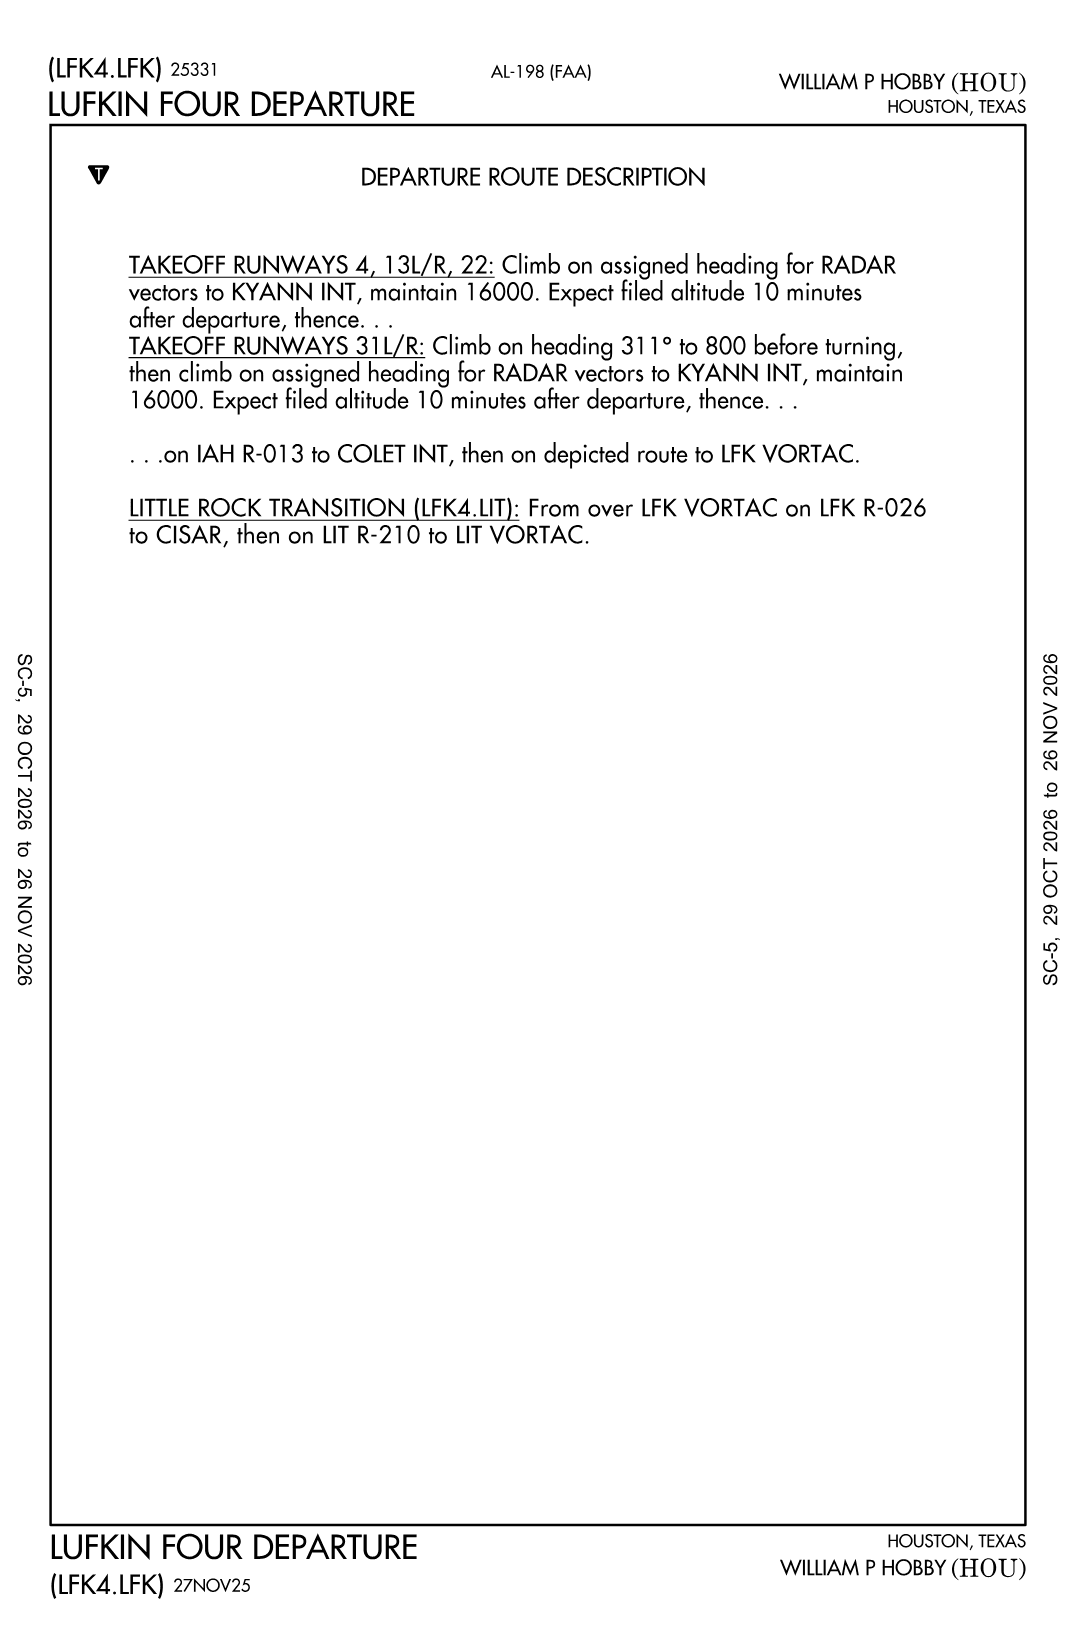 (LFK4.LFK) 25331
AL-198 (FAA)
WILLIAM P HOBBY (HOU)
LUFKIN FOUR DEPARTURE
HOUSTON, TEXAS
T
DEPARTURE ROUTE DESCRIPTION
TAKEOFF RUNWAYS 4, 13L/R, 22: Climb on assigned heading for RADAR
vectors to KYANN INT, maintain 16000. Expect filed altitude 10 minutes
after departure, thence. . .
TAKEOFF RUNWAYS 31L/R: Climb on heading 311° to 800 before turning,
then climb on assigned heading for RADAR vectors to KYANN INT, maintain
16000. Expect filed altitude 10 minutes after departure, thence. . .
. . .on IAH R-013 to COLET INT, then on depicted route to LFK VORTAC.
LITTLE ROCK TRANSITION (LFK4.LIT): From over LFK VORTAC on LFK R-026
to CISAR, then on LIT R-210 to LIT VORTAC.
SC-5, 29 OCT 2026 to 26 NOV 2026
SC-5, 29 OCT 2026 to 26 NOV 2026
LUFKIN FOUR DEPARTURE
HOUSTON, TEXAS
(LFK4.LFK) 27NOV25
WILLIAM P HOBBY (HOU)